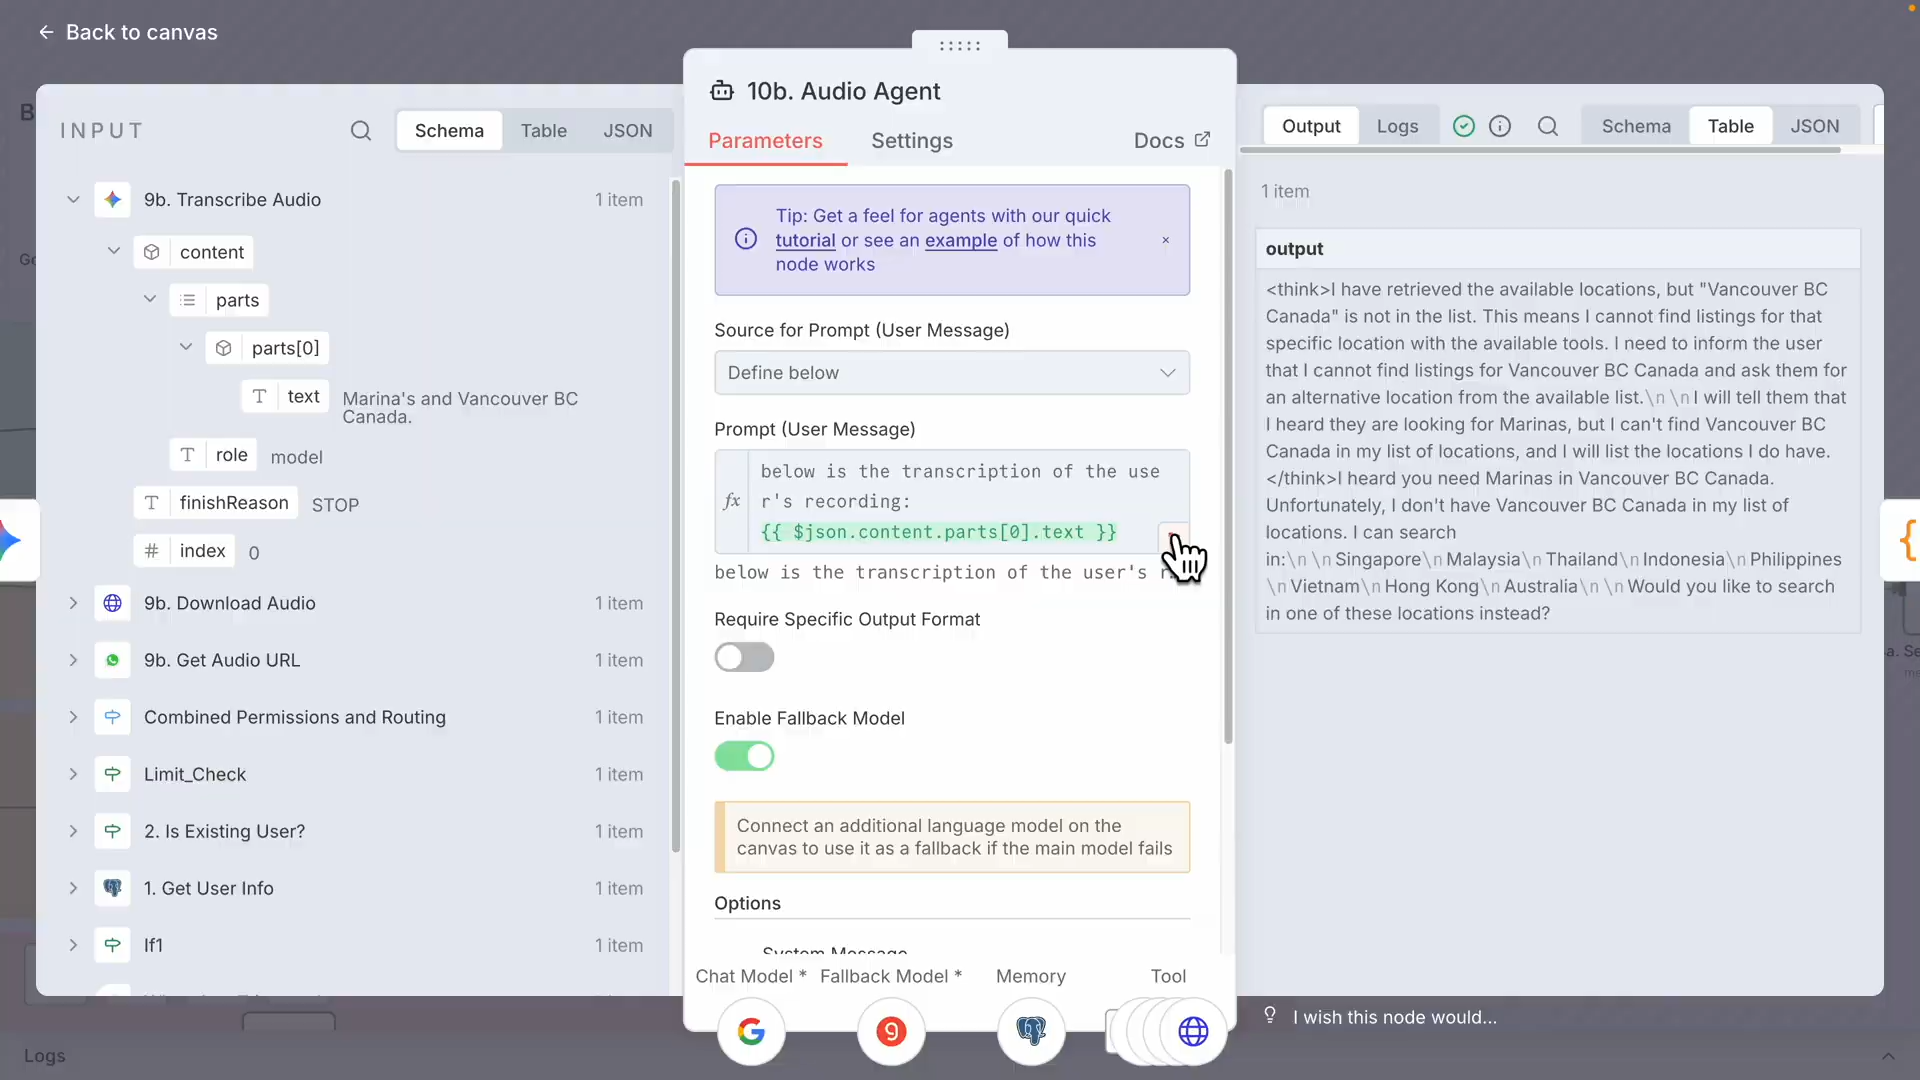 Back to canvas
INPUT
Schema
Table
JSON
9b. Transcribe Audio
1 item
content
parts
parts[0]
text
Marina's and Vancouver BC
Canada.
role
model
finishReason
STOP
index
0
9b. Download Audio
1 item
9b. Get Audio URL
1 item
Combined Permissions and Routing
1 item
Limit_Check
1 item
2. Is Existing User?
1 item
1. Get User Info
1 item
If1
1 item
Logs
10b. Audio Agent
Parameters
Settings
Docs
Tip: Get a feel for agents with our quick
tutorial or see an example of how this
node works
Source for Prompt (User Message)
Define below
Prompt (User Message)
fx
below is the transcription of the use
r's recording:
{{ $json.content.parts[0].text }}
below is the transcription of the user's
Require Specific Output Format
Enable Fallback Model
Connect an additional language model on the
canvas to use it as a fallback if the main model fails
Options
System Message
Chat Model *
Fallback Model *
Memory
Tool
Output
Logs
Schema
Table
JSON
1 item
output
<think>I have retrieved the available locations, but "Vancouver BC
Canada" is not in the list. This means I cannot find listings for that
specific location with the available tools. I need to inform the user
that I cannot find listings for Vancouver BC Canada and ask them for
an alternative location from the available list.\n \n I will tell them that
I heard they are looking for Marinas, but I can't find Vancouver BC
Canada in my list of locations, and I will list the locations I do have.
</think>I heard you need Marinas in Vancouver BC Canada.
Unfortunately, I don't have Vancouver BC Canada in my list of
locations. I can search
in:\n \n Singapore\n Malaysia\n Thailand\n Indonesia\n Philippines
\n Vietnam\n Hong Kong\n Australia\n \n Would you like to search
in one of these locations instead?
I wish this node would...